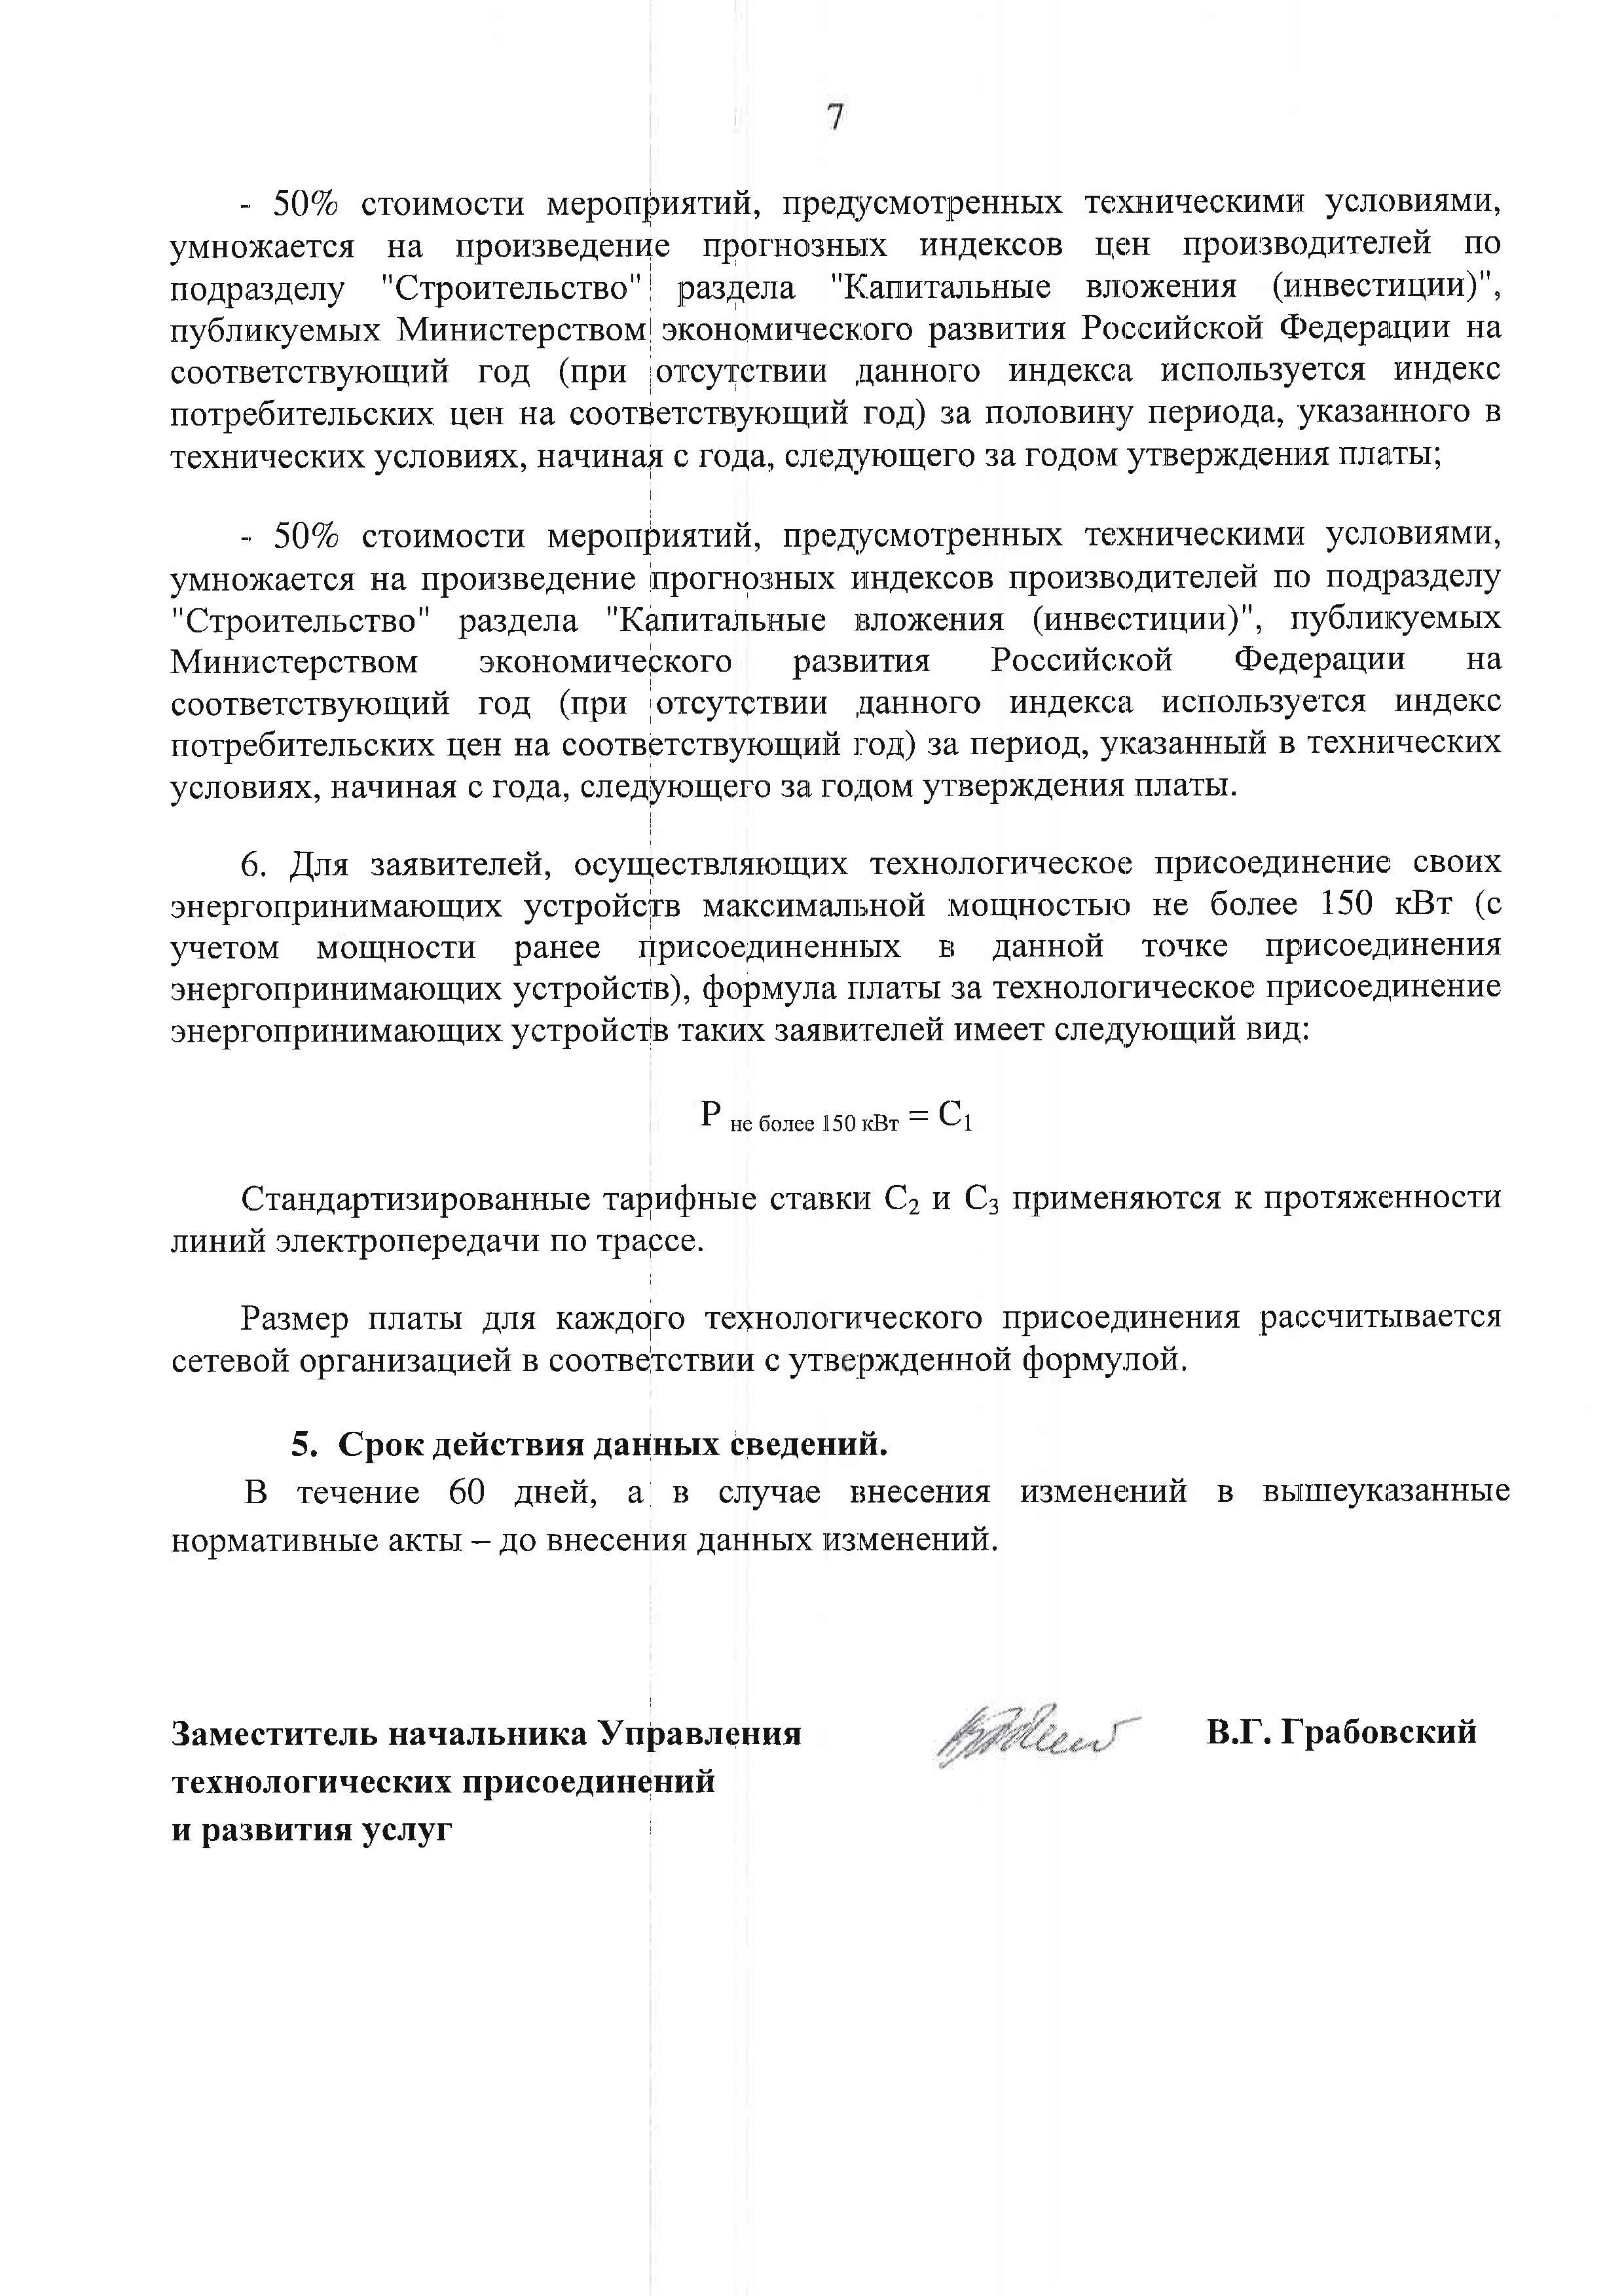 7
- 50% стоимости мероприятий, предусмотренных техническими условиями,
умножается на произведение прогнозных индексов цен производителей по
подразделу "Строительство" раздела "Капитальные вложения (инвестиции)",
публикуемых Министерством экономического развития Российской Федерации на
соответствующий год (при отсутствии данного индекса используется индекс
потребительских цен на соответствующий год) за половину периода, указанного в
технических условиях, начиная с года, следующего за годом утверждения платы;
- 50% стоимости мероприятий, предусмотренных техническими условиями,
умножается на произведение прогнозных индексов производителей по подразделу
"Строительство" раздела "Капитальные вложения (инвестиции)", публикуемых
Министерством экономического развития Российской Федерации на
соответствующий год (при отсутствии данного индекса используется индекс
потребительских цен на соответствующий год) за период, указанный в технических
условиях, начиная с года, следующего за годом утверждения платы.
6. Для заявителей, осуществляющих технологическое присоединение своих
энергопринимающих устройств максимальной мощностью не более 150 кВт (с
учетом мощности ранее присоединенных в данной точке присоединения
энергопринимающих устройств), формула платы за технологическое присоединение
энергопринимающих устройств таких заявителей имеет следующий вид:
Р не более 150 кВт = С₁
Стандартизированные тарифные ставки С₂ и С₃ применяются к протяженности
линий электропередачи по трассе.
Размер платы для каждого технологического присоединения рассчитывается
сетевой организацией в соответствии с утвержденной формулой.
5. Срок действия данных сведений.
В течение 60 дней, а в случае внесения изменений в вышеуказанные
нормативные акты – до внесения данных изменений.
Заместитель начальника Управления В.Г. Грабовский
технологических присоединений
и развития услуг